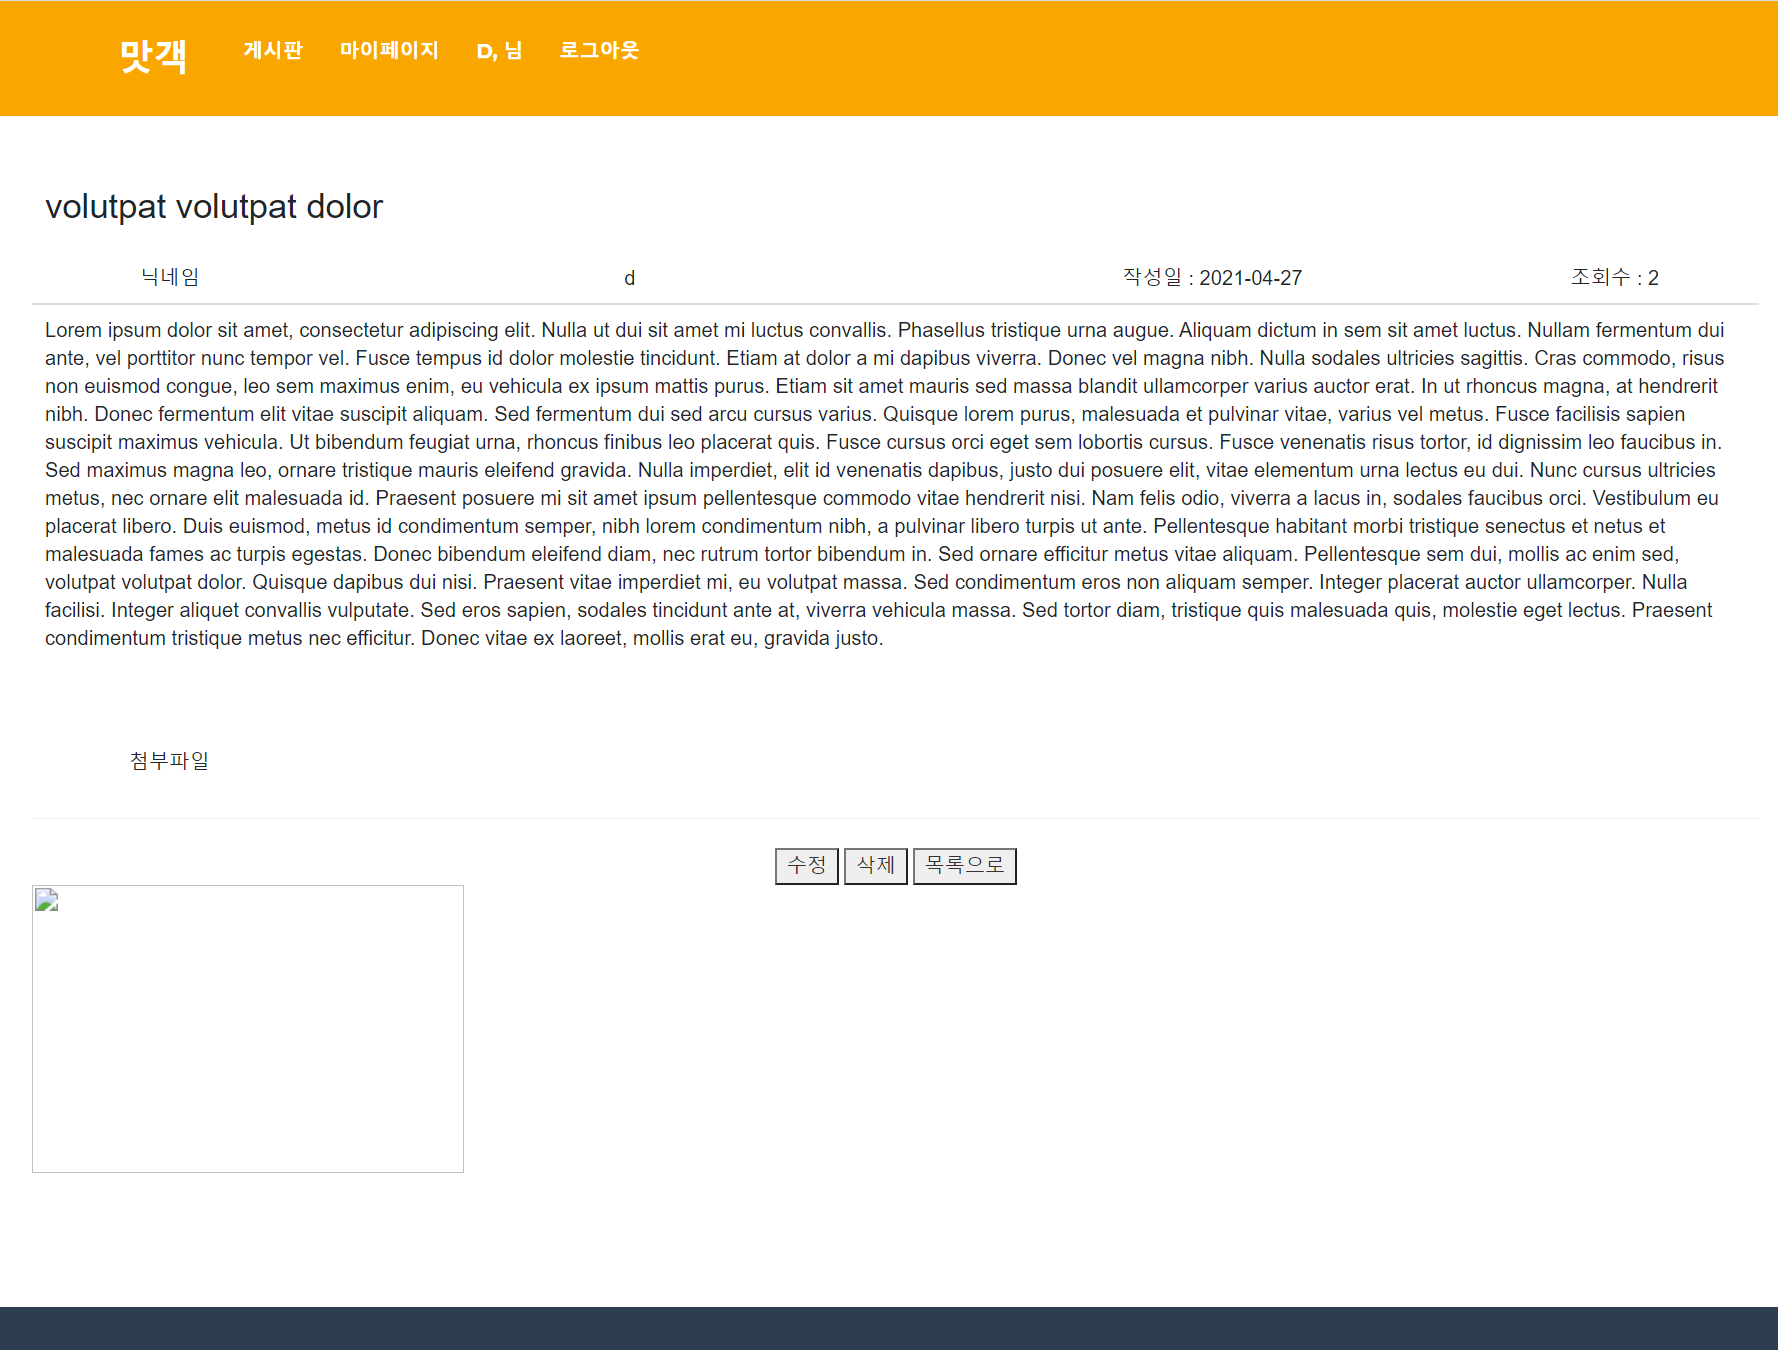 맛객 게시판 마이페이지 D, 님 로그아웃
volutpat volutpat dolor
닉네임 d 작성일 : 2021-04-27 조회수 : 2
Lorem ipsum dolor sit amet, consectetur adipiscing elit. Nulla ut dui sit amet mi luctus convallis. Phasellus tristique urna augue. Aliquam dictum in sem sit amet luctus. Nullam fermentum dui
ante, vel porttitor nunc tempor vel. Fusce tempus id dolor molestie tincidunt. Etiam at dolor a mi dapibus viverra. Donec vel magna nibh. Nulla sodales ultricies sagittis. Cras commodo, risus
non euismod congue, leo sem maximus enim, eu vehicula ex ipsum mattis purus. Etiam sit amet mauris sed massa blandit ullamcorper varius auctor erat. In ut rhoncus magna, at hendrerit
nibh. Donec fermentum elit vitae suscipit aliquam. Sed fermentum dui sed arcu cursus varius. Quisque lorem purus, malesuada et pulvinar vitae, varius vel metus. Fusce facilisis sapien
suscipit maximus vehicula. Ut bibendum feugiat urna, rhoncus finibus leo placerat quis. Fusce cursus orci eget sem lobortis cursus. Fusce venenatis risus tortor, id dignissim leo faucibus in.
Sed maximus magna leo, ornare tristique mauris eleifend gravida. Nulla imperdiet, elit id venenatis dapibus, justo dui posuere elit, vitae elementum urna lectus eu dui. Nunc cursus ultricies
metus, nec ornare elit malesuada id. Praesent posuere mi sit amet ipsum pellentesque commodo vitae hendrerit nisi. Nam felis odio, viverra a lacus in, sodales faucibus orci. Vestibulum eu
placerat libero. Duis euismod, metus id condimentum semper, nibh lorem condimentum nibh, a pulvinar libero turpis ut ante. Pellentesque habitant morbi tristique senectus et netus et
malesuada fames ac turpis egestas. Donec bibendum eleifend diam, nec rutrum tortor bibendum in. Sed ornare efficitur metus vitae aliquam. Pellentesque sem dui, mollis ac enim sed,
volutpat volutpat dolor. Quisque dapibus dui nisi. Praesent vitae imperdiet mi, eu volutpat massa. Sed condimentum eros non aliquam semper. Integer placerat auctor ullamcorper. Nulla
facilisi. Integer aliquet convallis vulputate. Sed eros sapien, sodales tincidunt ante at, viverra vehicula massa. Sed tortor diam, tristique quis malesuada quis, molestie eget lectus. Praesent
condimentum tristique metus nec efficitur. Donec vitae ex laoreet, mollis erat eu, gravida justo.
첨부파일
수정 삭제 목록으로